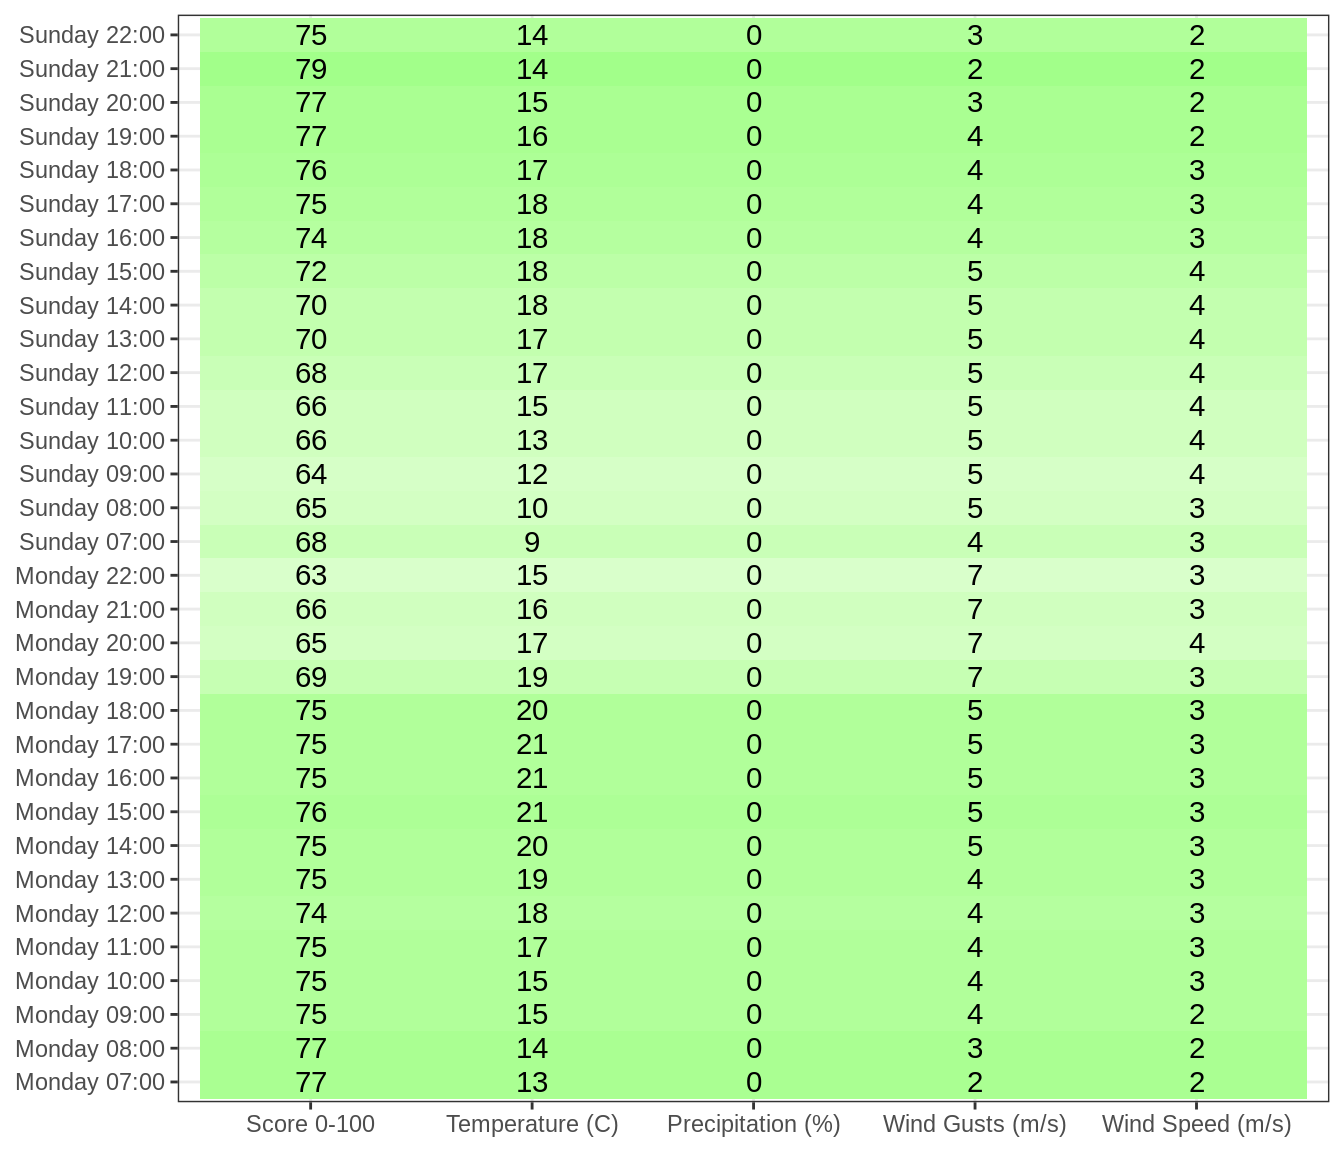 Sunday 22:00 75 14 0 3 2
Sunday 21:00 79 14 0 2 2
Sunday 20:00 77 15 0 3 2
Sunday 19:00 77 16 0 4 2
Sunday 18:00 76 17 0 4 3
Sunday 17:00 75 18 0 4 3
Sunday 16:00 74 18 0 4 3
Sunday 15:00 72 18 0 5 4
Sunday 14:00 70 18 0 5 4
Sunday 13:00 70 17 0 5 4
Sunday 12:00 68 17 0 5 4
Sunday 11:00 66 15 0 5 4
Sunday 10:00 66 13 0 5 4
Sunday 09:00 64 12 0 5 4
Sunday 08:00 65 10 0 5 3
Sunday 07:00 68 9 0 4 3
Monday 22:00 63 15 0 7 3
Monday 21:00 66 16 0 7 3
Monday 20:00 65 17 0 7 4
Monday 19:00 69 19 0 7 3
Monday 18:00 75 20 0 5 3
Monday 17:00 75 21 0 5 3
Monday 16:00 75 21 0 5 3
Monday 15:00 76 21 0 5 3
Monday 14:00 75 20 0 5 3
Monday 13:00 75 19 0 4 3
Monday 12:00 74 18 0 4 3
Monday 11:00 75 17 0 4 3
Monday 10:00 75 15 0 4 3
Monday 09:00 75 15 0 4 2
Monday 08:00 77 14 0 3 2
Monday 07:00 77 13 0 2 2
Score 0-100 Temperature (C) Precipitation (%) Wind Gusts (m/s) Wind Speed (m/s)